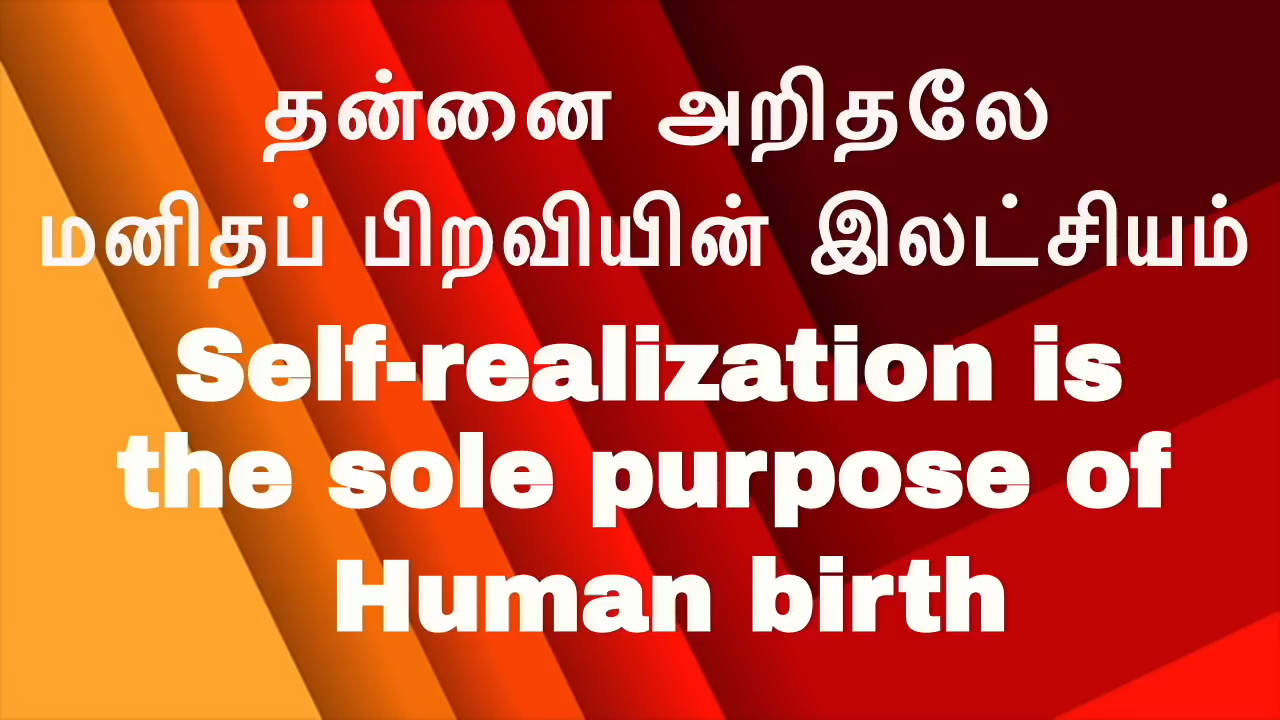 தன்னை அறிதலே
மனிதப் பிறவியின் இலட்சியம்
Self-realization is
the sole purpose of
Human birth